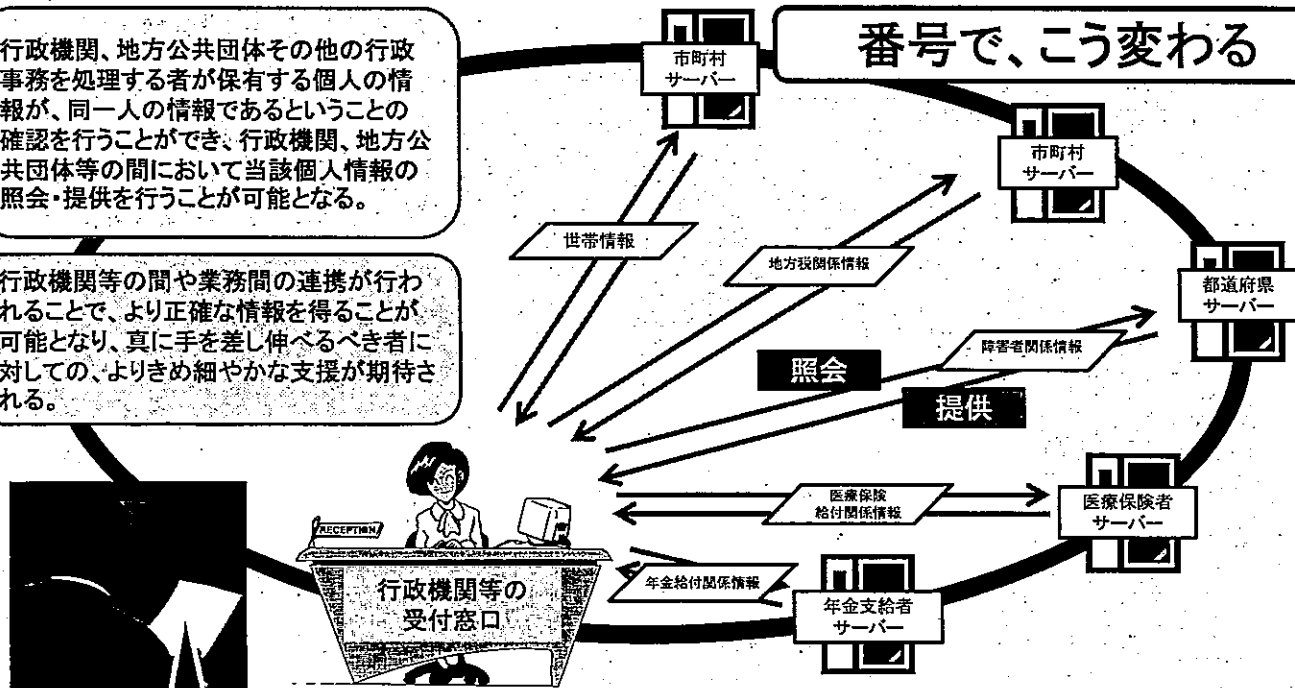 番号で、こう変わる
行政機関、地方公共団体その他の行政
事務を処理する者が保有する個人の情
報が、同一人の情報であるということの
確認を行うことができ、行政機関、地方公
共団体等の間において当該個人情報の
照会・提供を行うことが可能となる。
行政機関等の間や業務間の連携が行わ
れることで、より正確な情報を得ることが
可能となり、真に手を差し伸べるべき者に
対しての、よりきめ細やかな支援が期待さ
れる。
市町村
サーバー
市町村
サーバー
都道府県
サーバー
医療保険者
サーバー
年金支給者
サーバー
世帯情報
地方税関係情報
障害者関係情報
照会
提供
医療保険
給付関係情報
年金給付関係情報
RECEPTION
行政機関等の
受付窓口